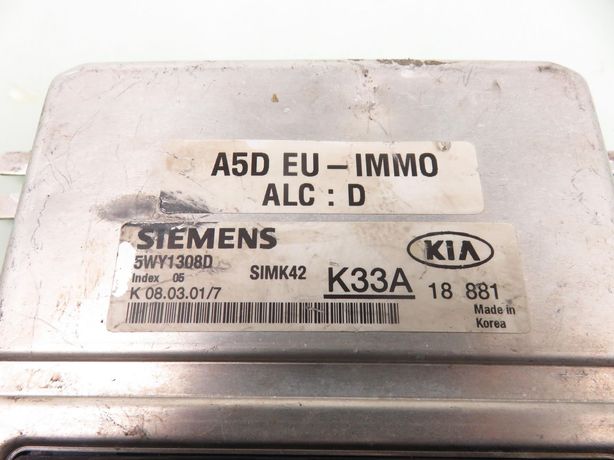 A5D EU – IMMO
ALC : D
SIEMENS
KIA
5WY1308D
Index 05
SIMK42
K33A
18 881
K 08.03.01/7
Made in
Korea